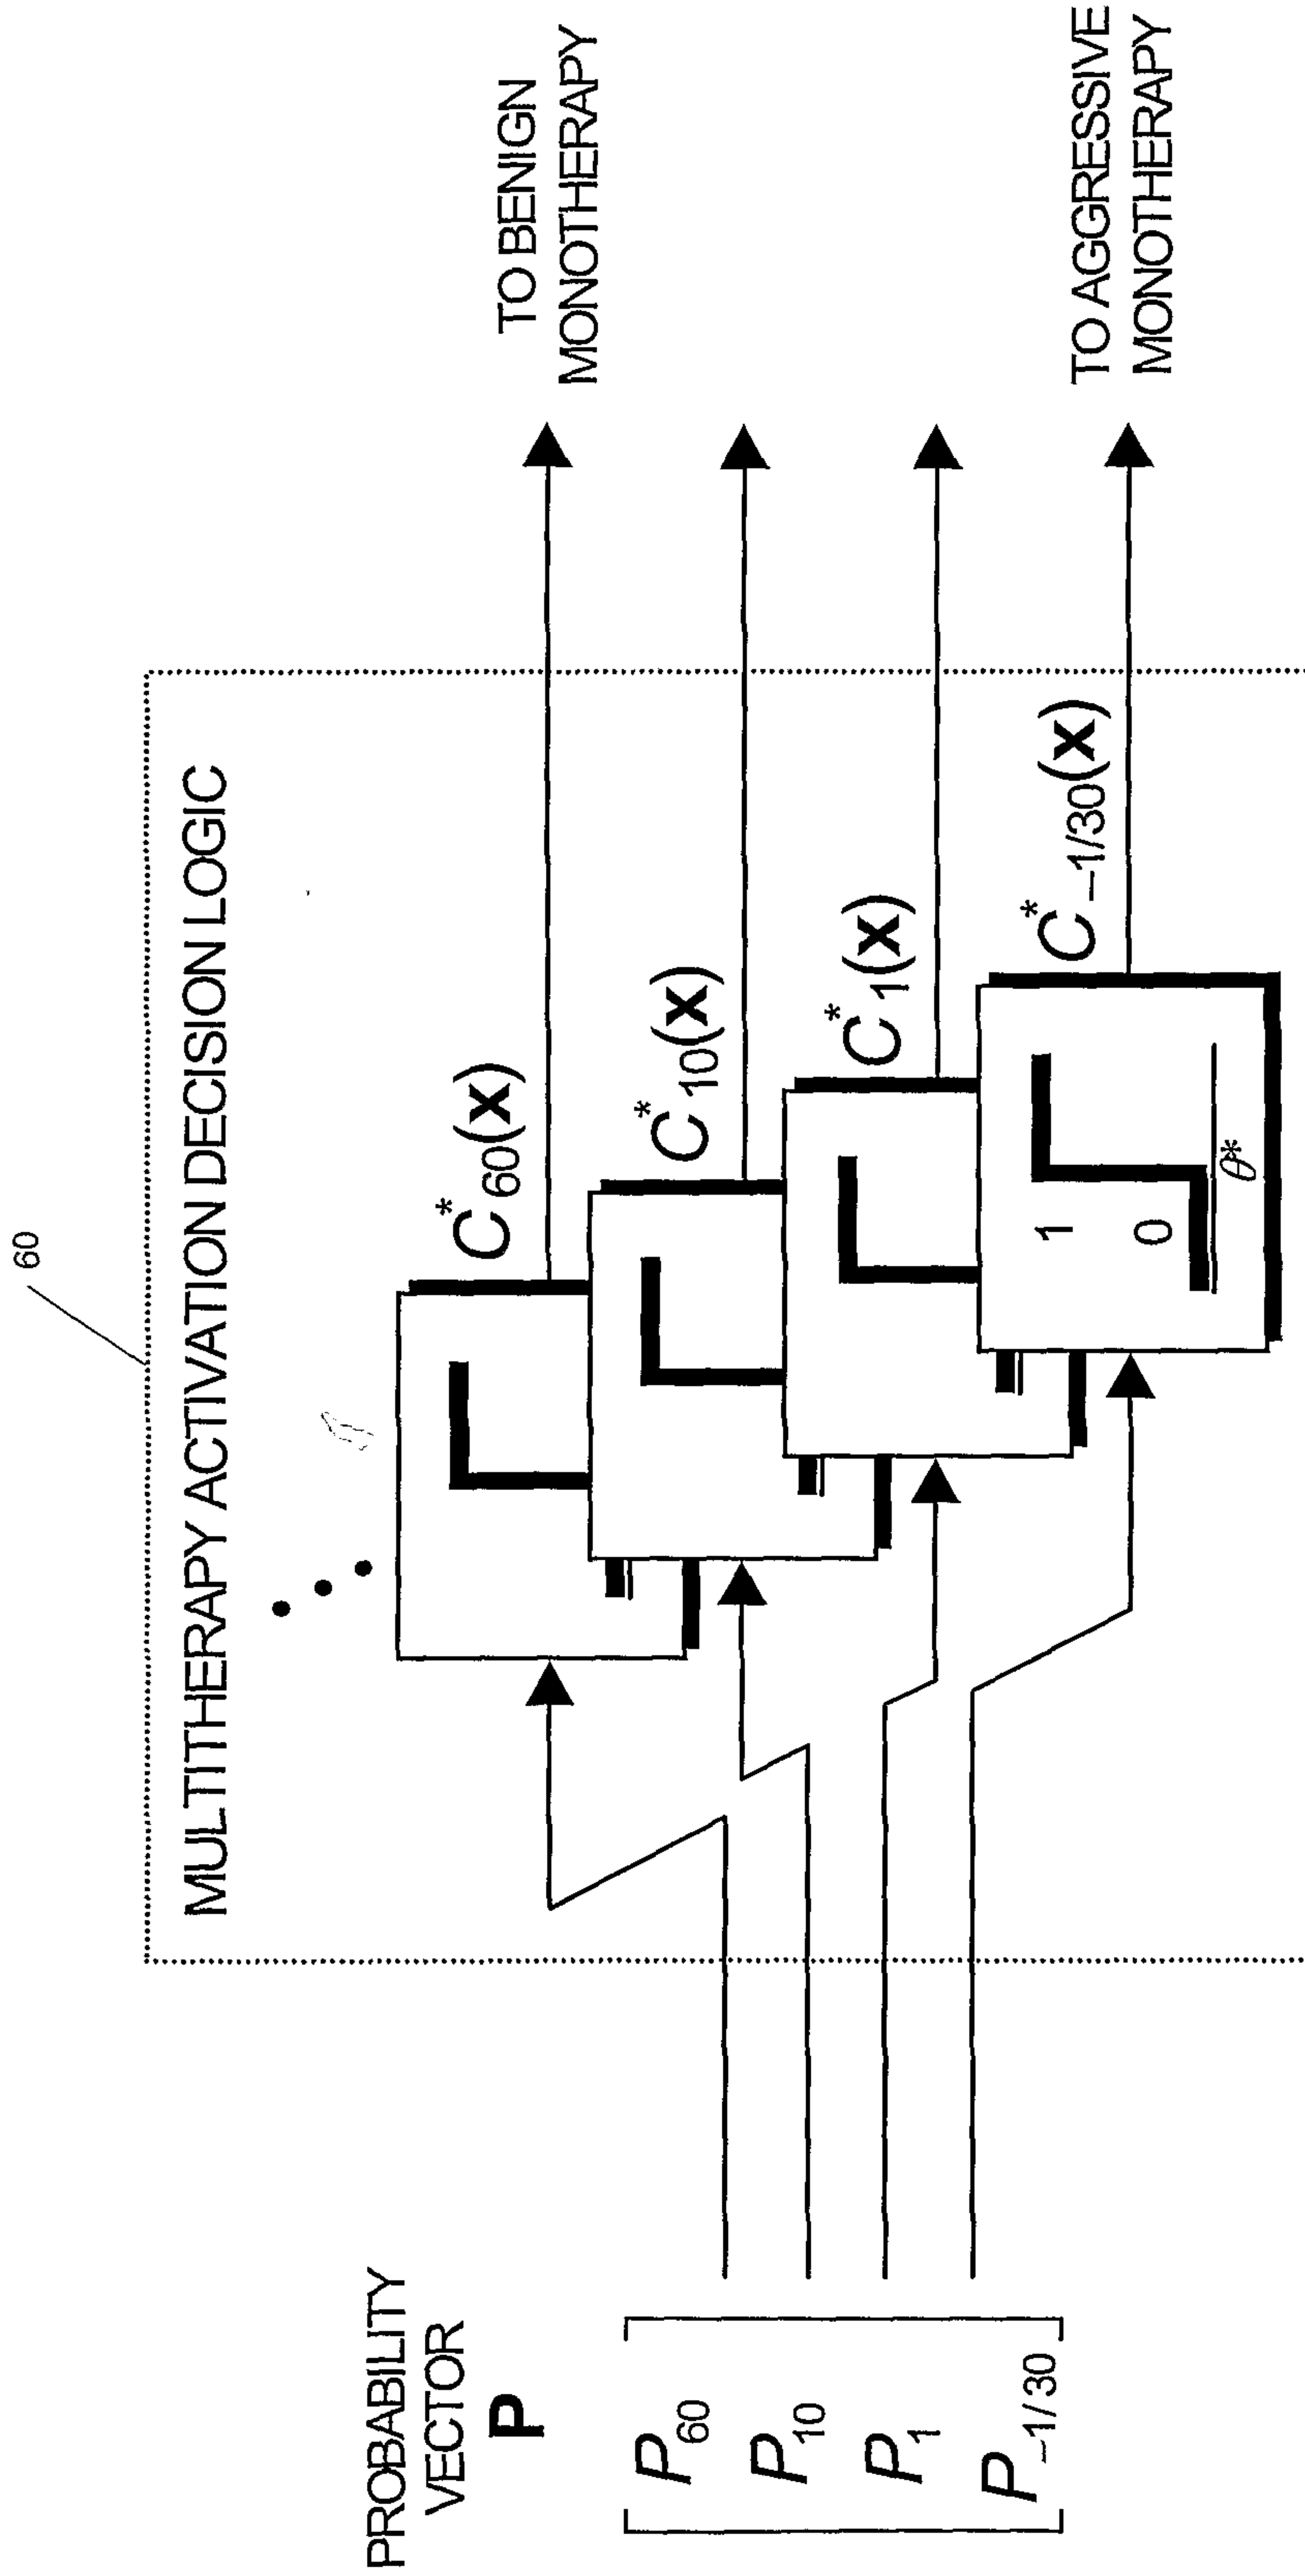 60
MULTITHERAPY ACTIVATION DECISION LOGIC
PROBABILITY
VECTOR
P
P60
P10
P1
P−1/30
C*60(x)
C*10(x)
C*1(x)
C*−1/30(x)
1
0
θ*
TO BENIGN
MONOTHERAPY
TO AGGRESSIVE
MONOTHERAPY